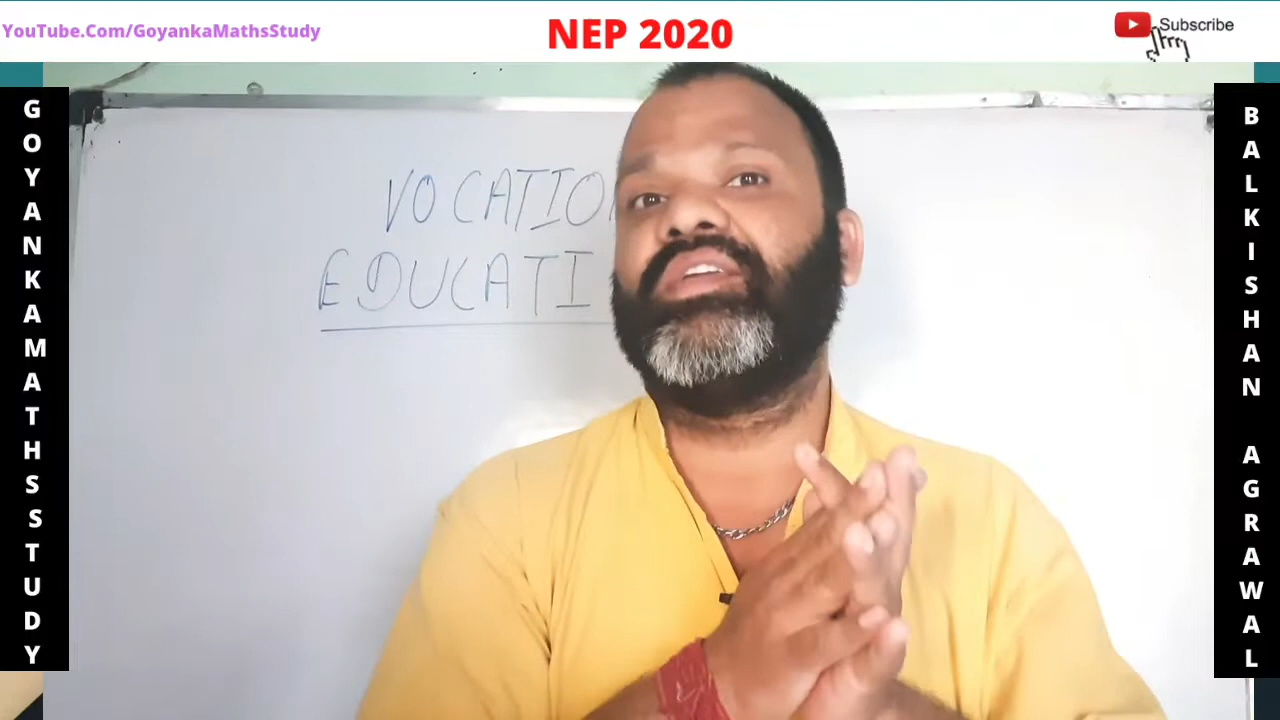 YouTube.Com/GoyankaMathsStudy
NEP 2020
Subscribe
GOYANKAMATHSSTUDY
VOCATIO
EDUCATI
BALKISHAN AGRAWAL